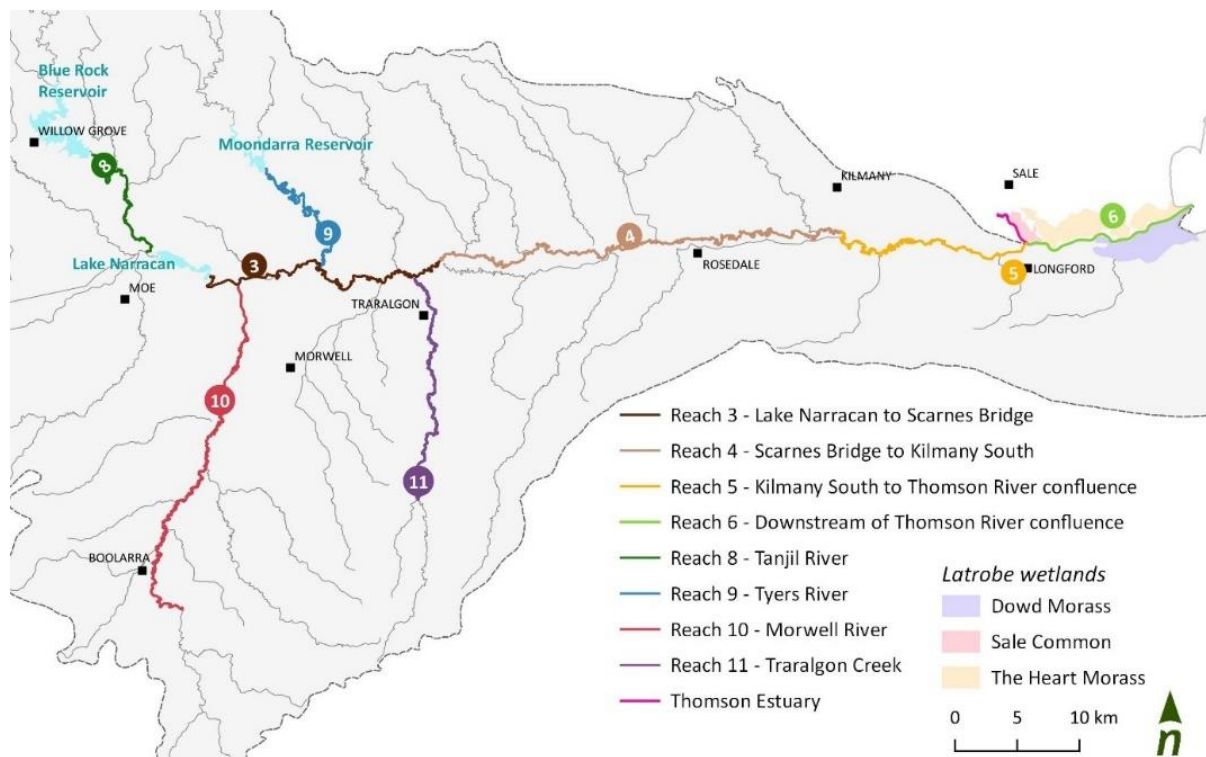 Blue Rock
Reservoir
WILLOW GROVE
8
Moondarra Reservoir
9
Lake Narracan
MOE
3
TRARALGON
MORWELL
10
11
BOOLARRA
4
ROSEDALE
KILMANY
SALE
6
5
LONGFORD
Reach 3 - Lake Narracan to Scarnes Bridge
Reach 4 - Scarnes Bridge to Kilmany South
Reach 5 - Kilmany South to Thomson River confluence
Reach 6 - Downstream of Thomson River confluence
Reach 8 - Tanjil River
Reach 9 - Tyers River
Reach 10 - Morwell River
Reach 11 - Traralgon Creek
Thomson Estuary
Latrobe wetlands
Dowd Morass
Sale Common
The Heart Morass
0 5 10 km
n